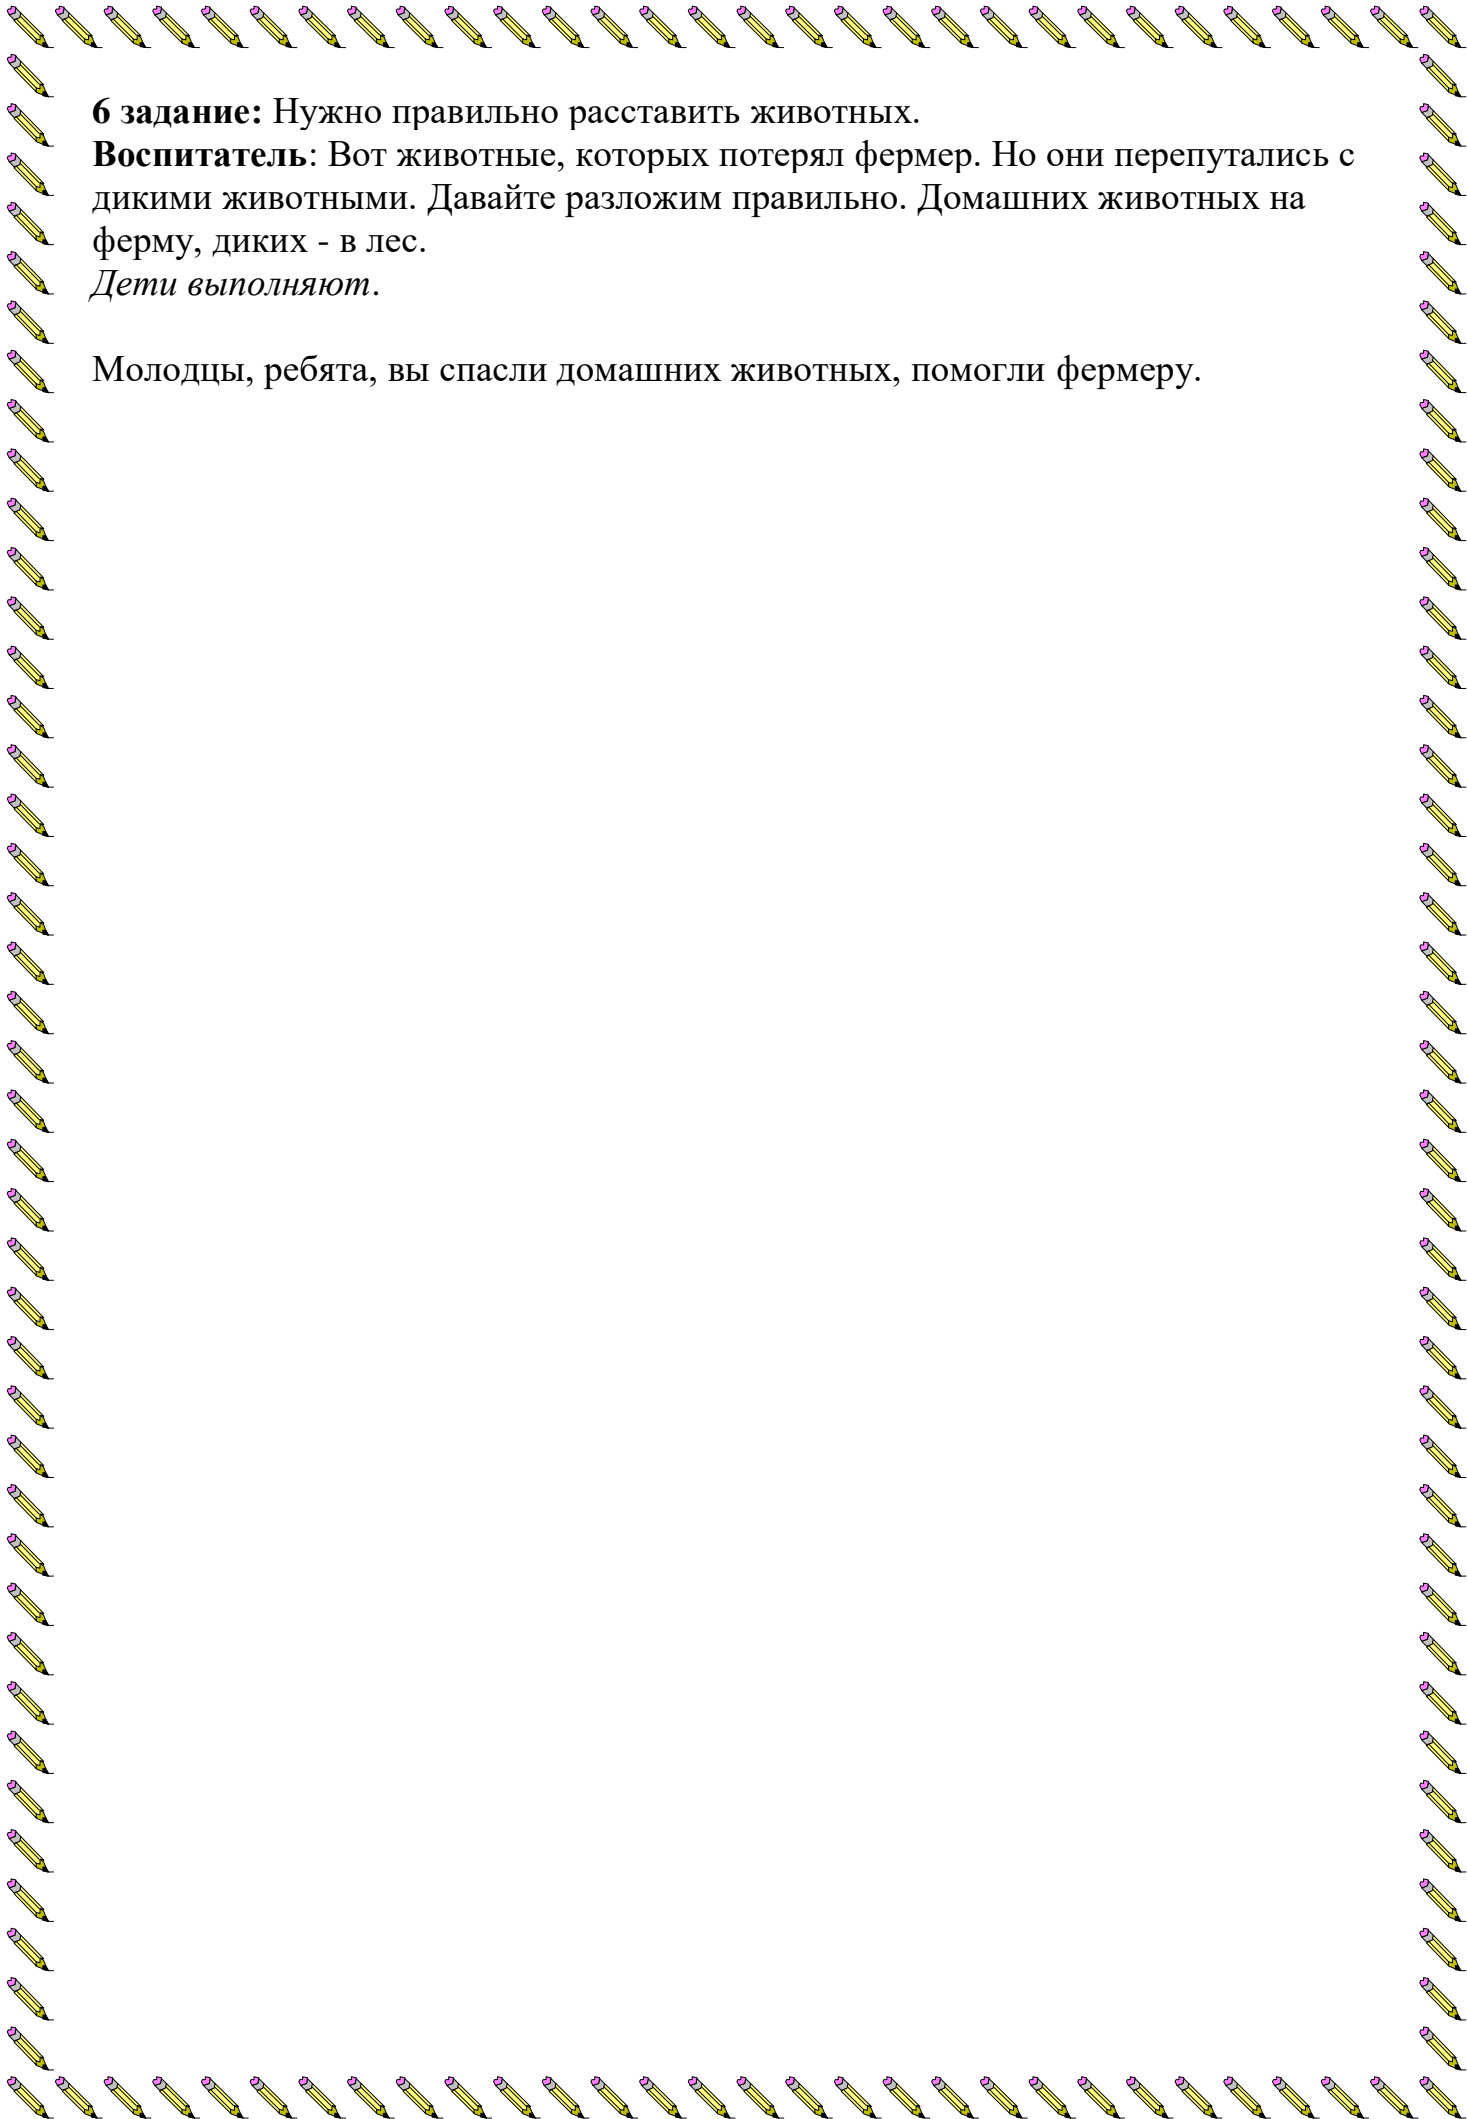 6 задание: Нужно правильно расставить животных.
Воспитатель: Вот животные, которых потерял фермер. Но они перепутались с
дикими животными. Давайте разложим правильно. Домашних животных на
ферму, диких - в лес.
Дети выполняют.
Молодцы, ребята, вы спасли домашних животных, помогли фермеру.